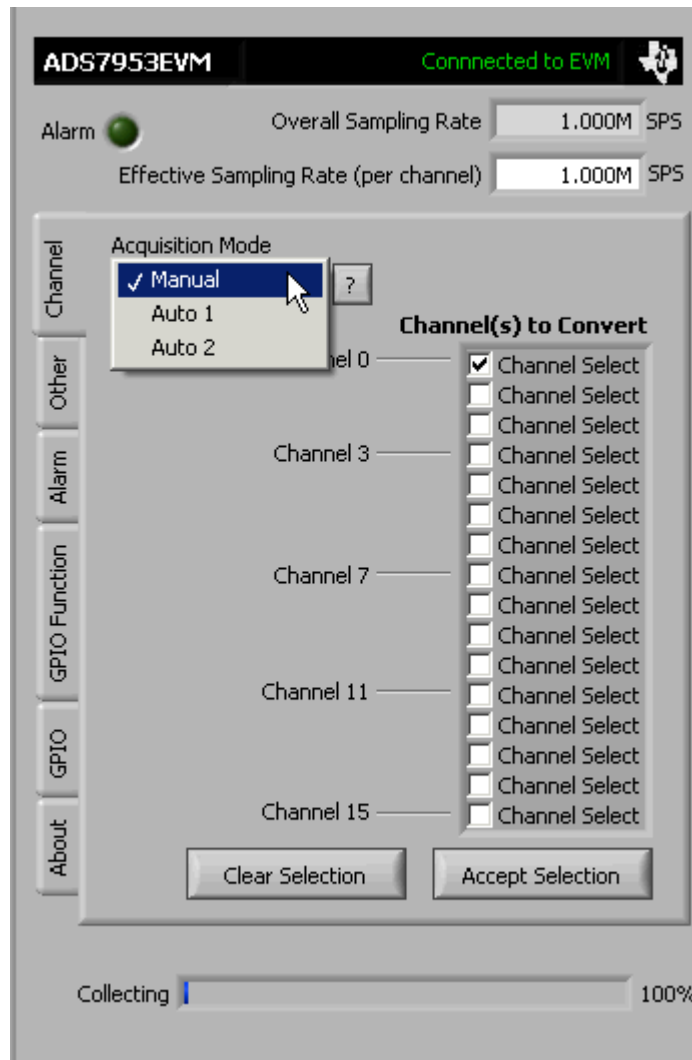 ADS7953EVM
Connnected to EVM
Alarm
Overall Sampling Rate 1.000M SPS
Effective Sampling Rate (per channel) 1.000M SPS
Channel
Other
Alarm
GPIO Function
GPIO
About
Acquisition Mode
Manual
?
Auto 1
Auto 2
Channel(s) to Convert
nel 0 Channel Select
Channel Select
Channel Select
Channel 3 Channel Select
Channel Select
Channel Select
Channel Select
Channel 7 Channel Select
Channel Select
Channel Select
Channel Select
Channel 11 Channel Select
Channel Select
Channel Select
Channel Select
Channel 15 Channel Select
Clear Selection
Accept Selection
Collecting 100%